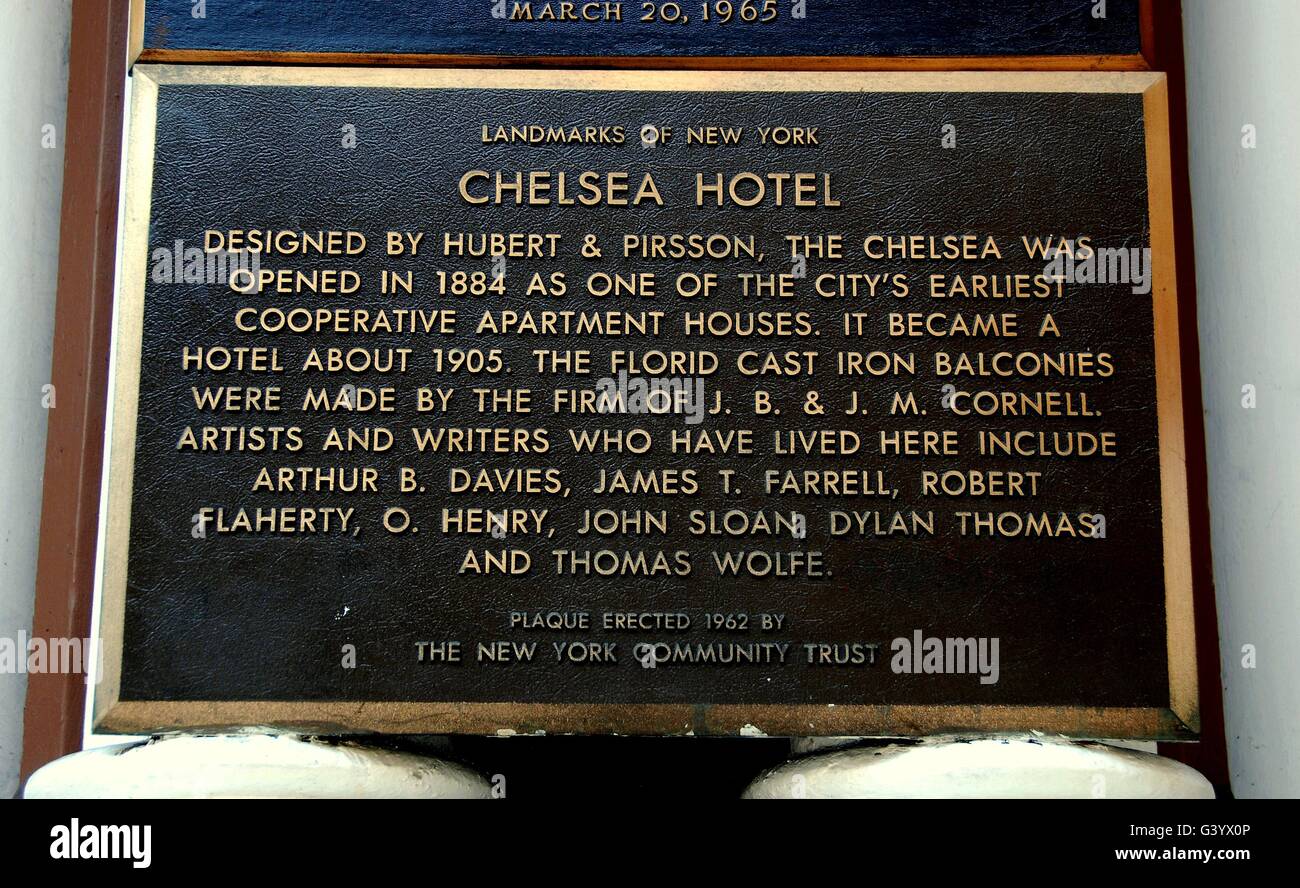 MARCH 20, 1965
LANDMARKS OF NEW YORK
CHELSEA HOTEL
DESIGNED BY HUBERT & PIRSSON, THE CHELSEA WAS
OPENED IN 1884 AS ONE OF THE CITY'S EARLIEST
COOPERATIVE APARTMENT HOUSES. IT BECAME A
HOTEL ABOUT 1905. THE FLORID CAST IRON BALCONIES
WERE MADE BY THE FIRM OF J. B. & J. M. CORNELL.
ARTISTS AND WRITERS WHO HAVE LIVED HERE INCLUDE
ARTHUR B. DAVIES, JAMES T. FARRELL, ROBERT
FLAHERTY, O. HENRY, JOHN SLOAN, DYLAN THOMAS
AND THOMAS WOLFE.
PLAQUE ERECTED 1962 BY
THE NEW YORK COMMUNITY TRUST
alamy
a
alamy stock photo
G3YX0P
www.alamy.com